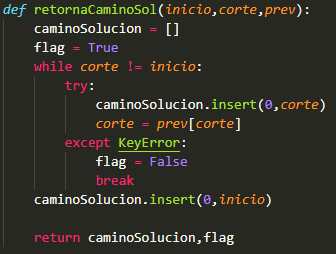 def retornaCaminoSol(inicio,corte,prev):
    caminoSolucion = []
    flag = True
    while corte != inicio:
        try:
            caminoSolucion.insert(0,corte)
            corte = prev[corte]
        except KeyError:
            flag = False
            break
    caminoSolucion.insert(0,inicio)

    return caminoSolucion,flag